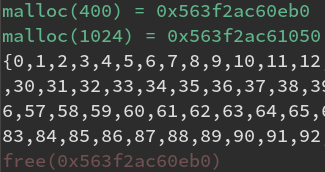 malloc(400) = 0x563f2ac60eb0
malloc(1024) = 0x563f2ac61050
{0,1,2,3,4,5,6,7,8,9,10,11,12
,30,31,32,33,34,35,36,37,38,39
6,57,58,59,60,61,62,63,64,65,6
83,84,85,86,87,88,89,90,91,92
free(0x563f2ac60eb0)